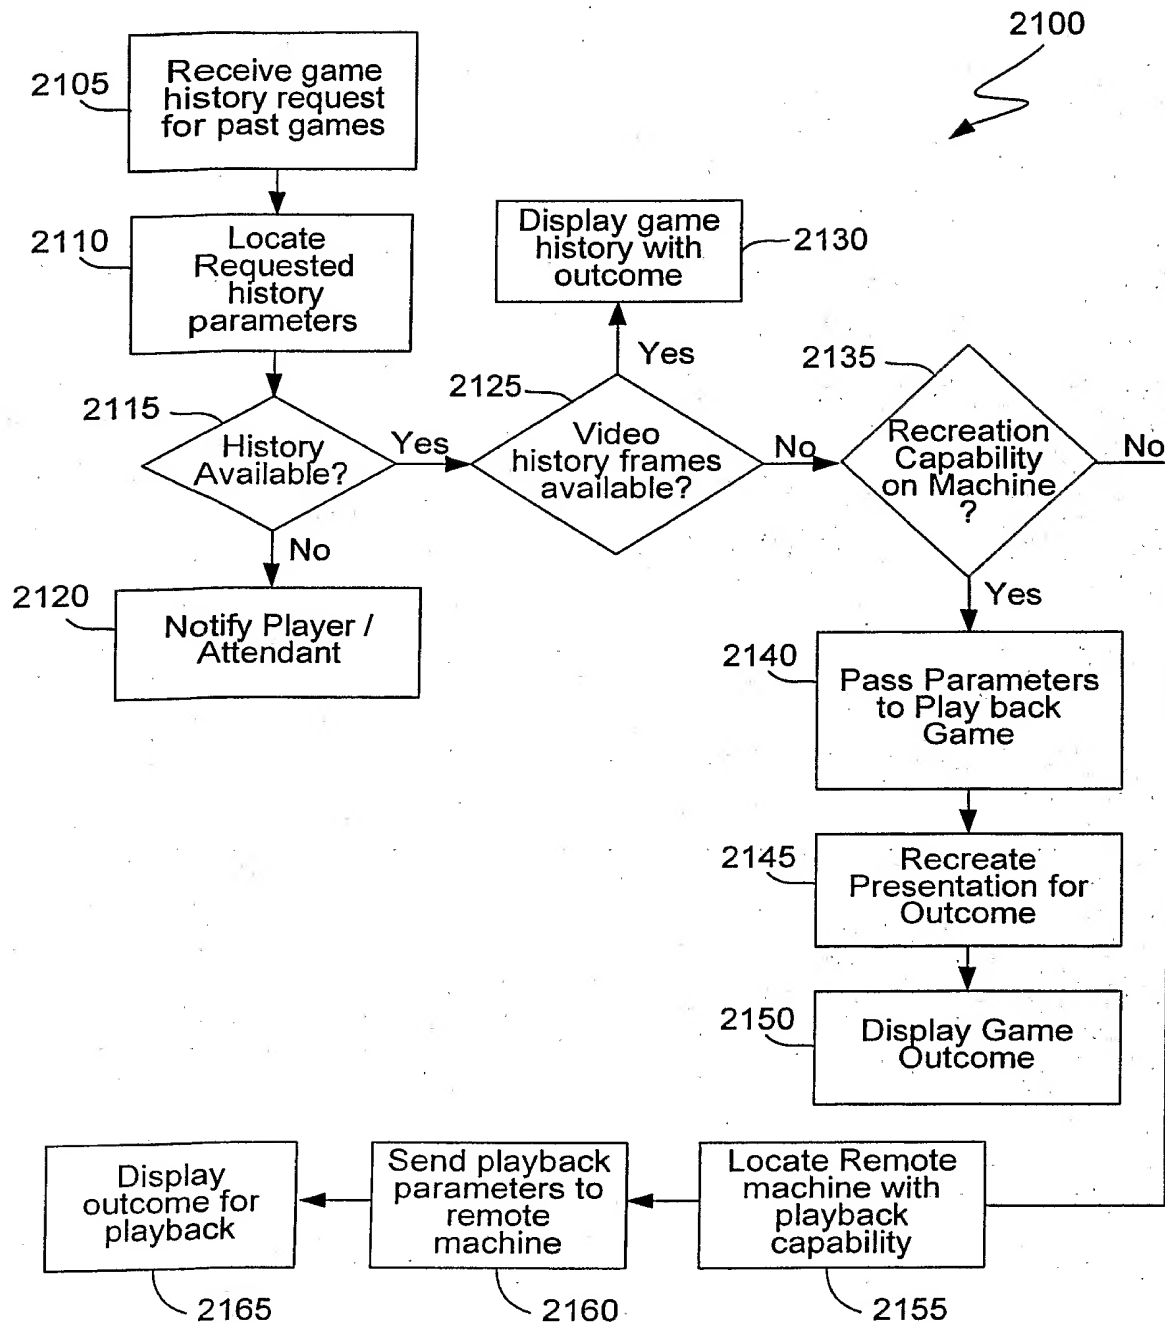 2100
2105
Receive game
history request
for past games
2110
Locate
Requested
history
parameters
Display game
history with
outcome
2130
2115
History
Available?
Yes
No
2120
Notify Player /
Attendant
2125
Video
history frames
available?
Yes
No
2135
Recreation
Capability
on Machine
?
No
Yes
2140
Pass Parameters
to Play back
Game
2145
Recreate
Presentation for
Outcome
2150
Display Game
Outcome
Display
outcome for
playback
2165
Send playback
parameters to
remote
machine
2160
Locate Remote
machine with
playback
capability
2155